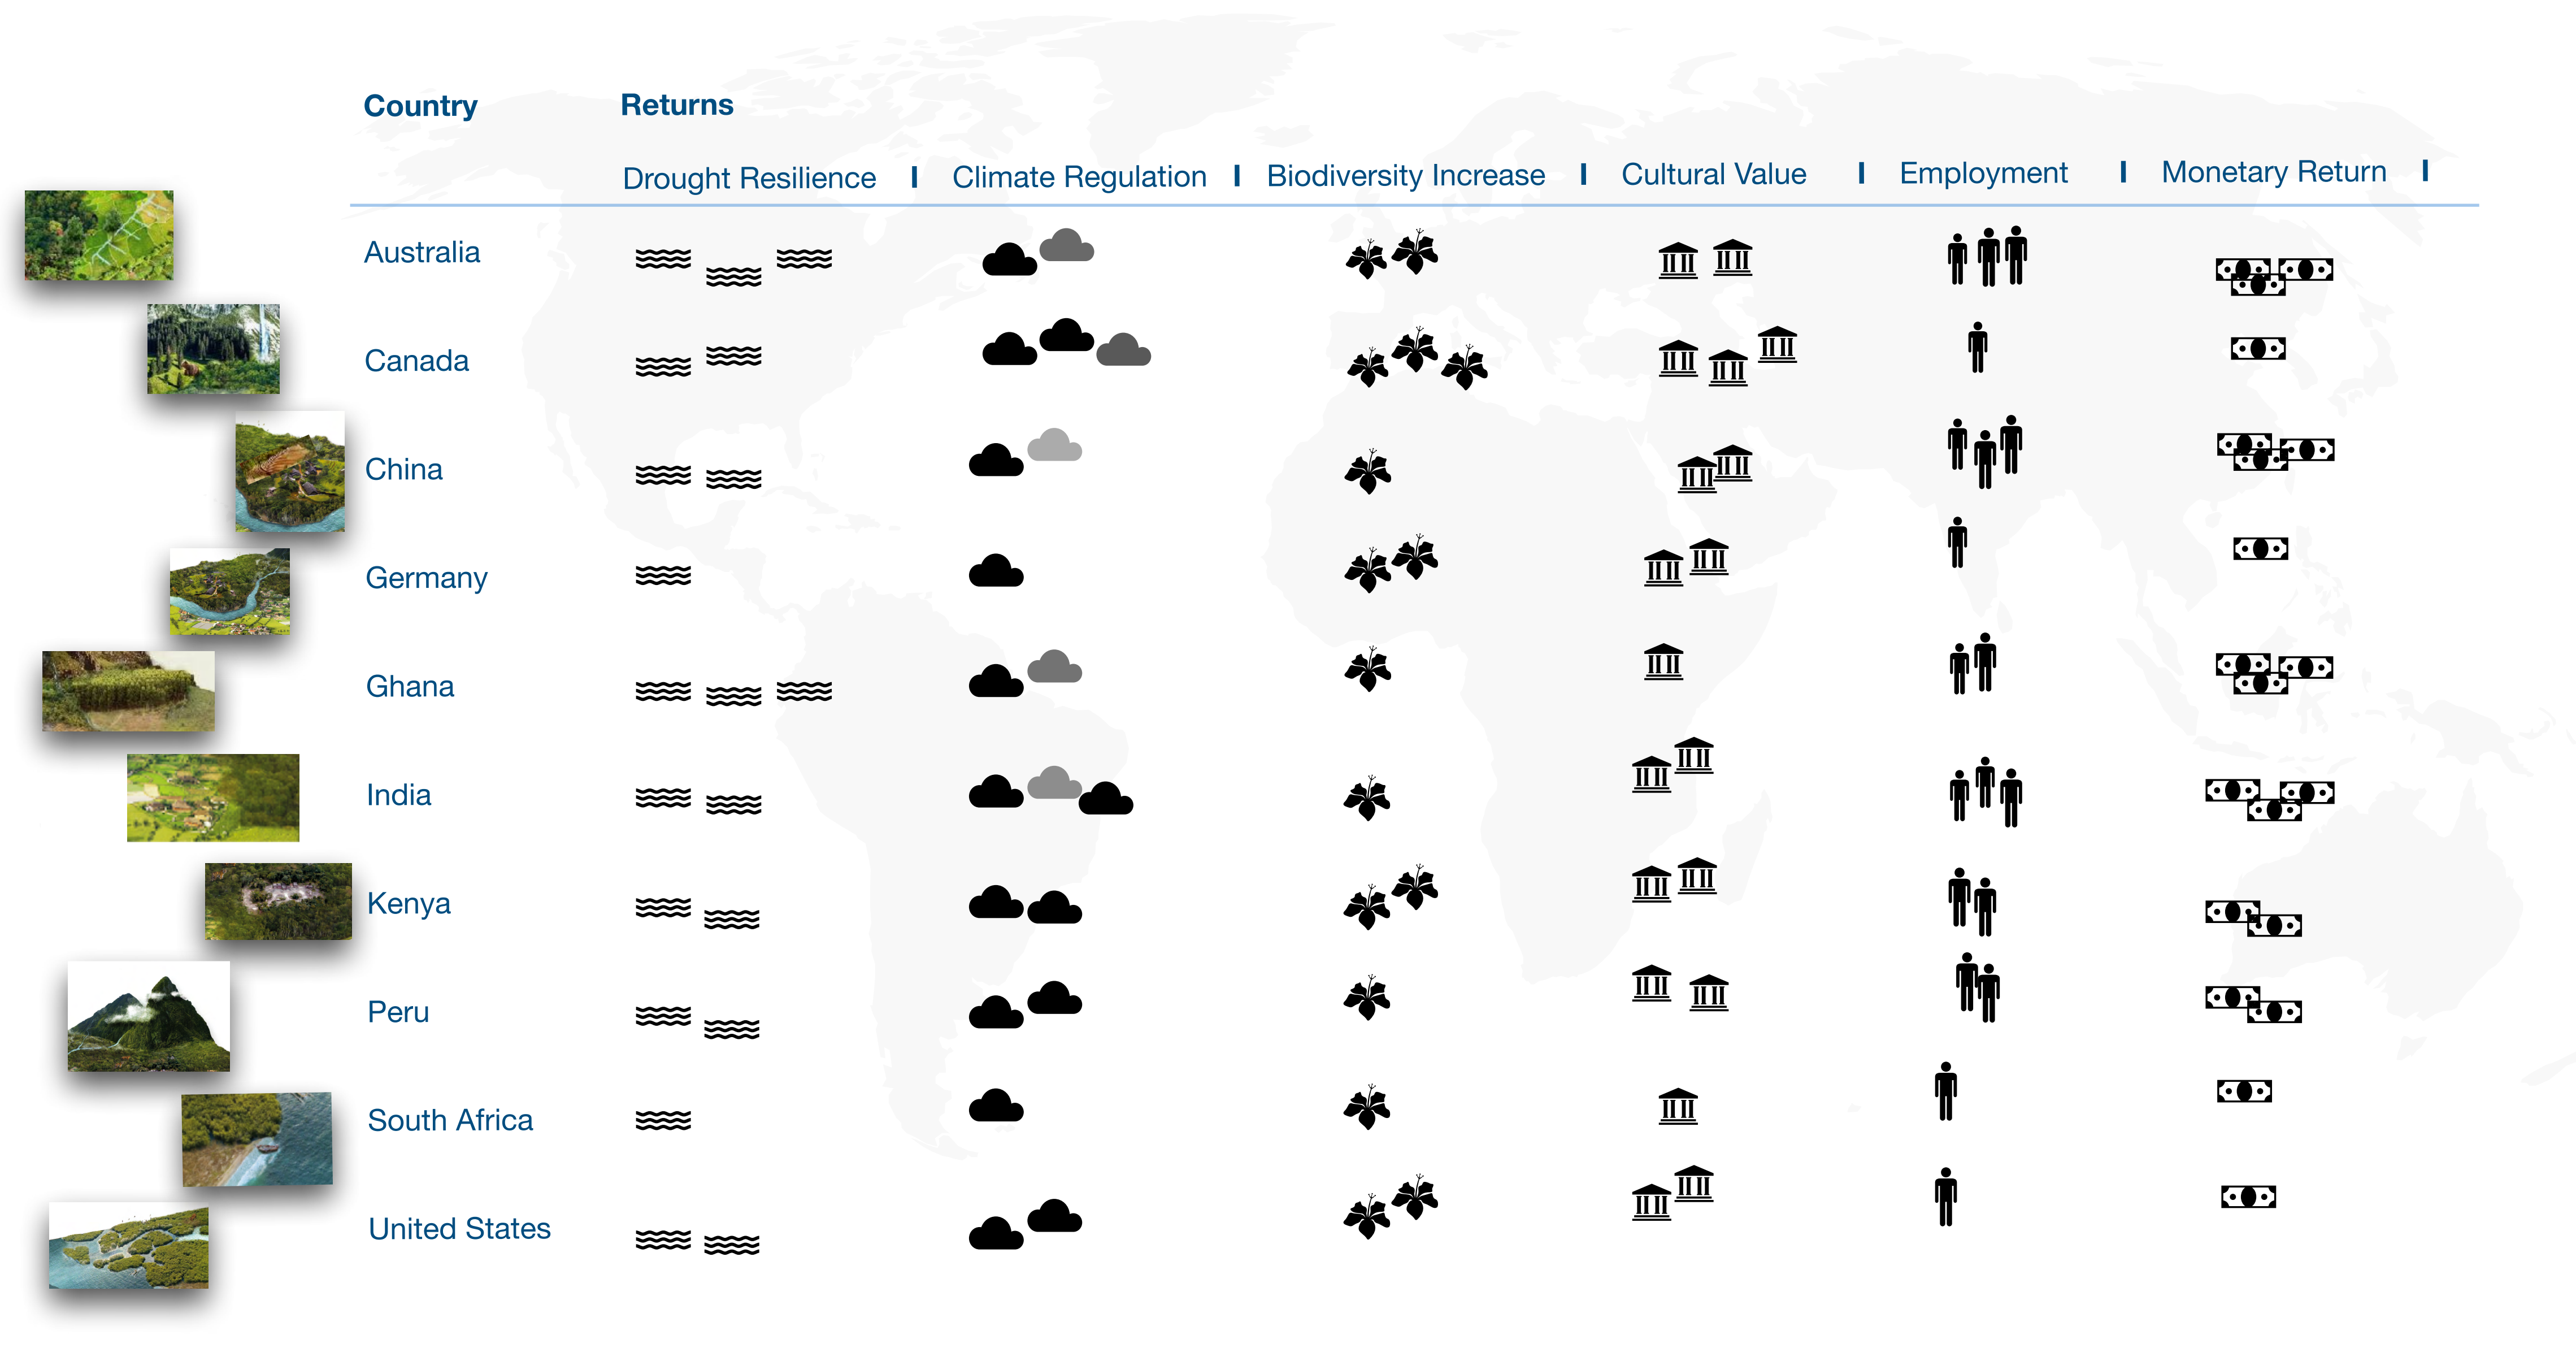 Country Returns
Drought Resilience I Climate Regulation I Biodiversity Increase I Cultural Value I Employment I Monetary Return I
Australia
Canada
China
Germany
Ghana
India
Kenya
Peru
South Africa
United States